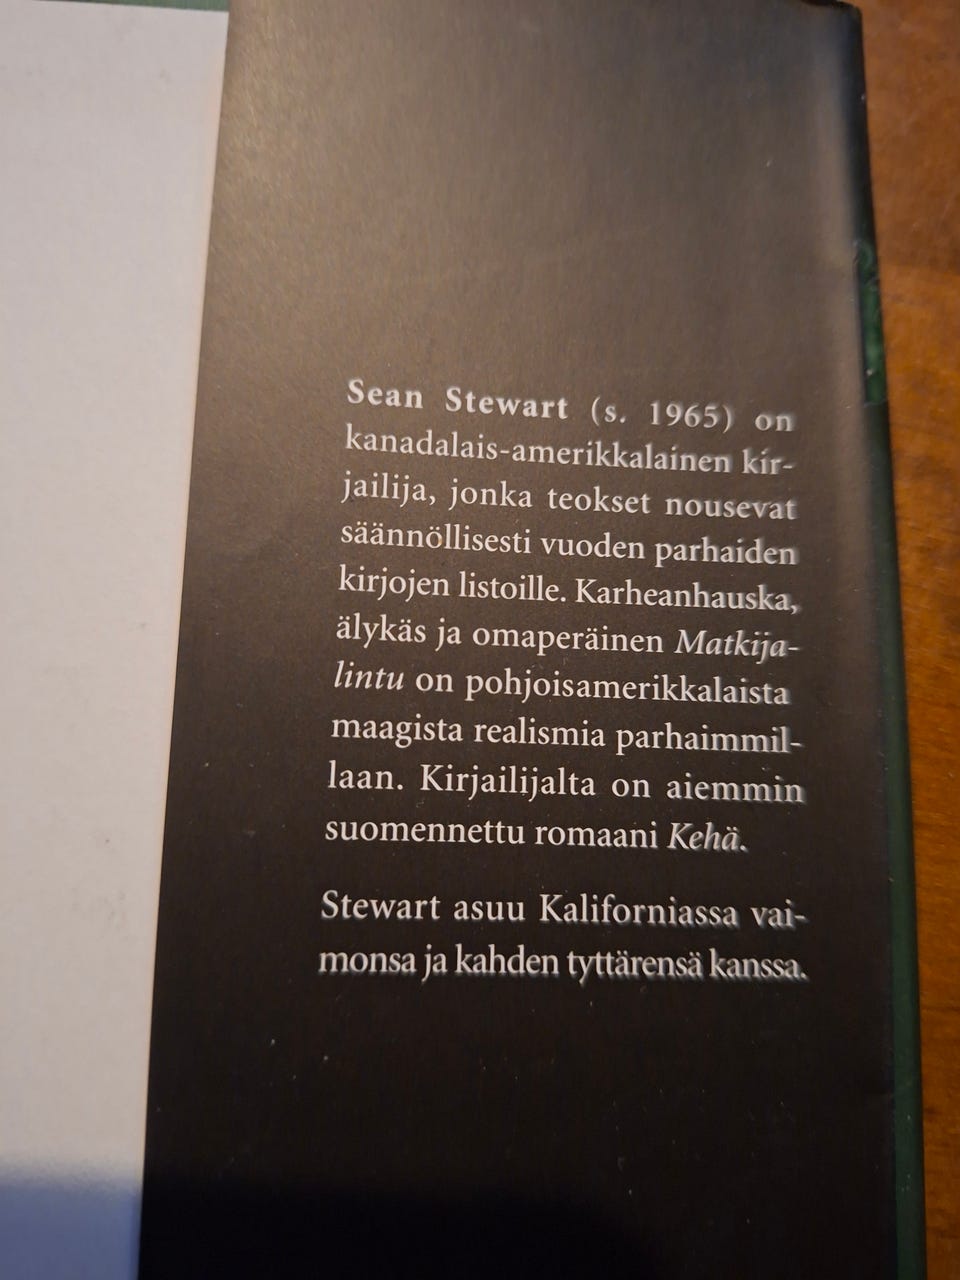 Sean Stewart (s. 1965) on
kanadalais-amerikkalainen kir-
jailija, jonka teokset nousevat
säännöllisesti vuoden parhaiden
kirjojen listoille. Karheanhauska,
älykäs ja omaperäinen Matkija-
lintu on pohjoisamerikkalaista
maagista realismia parhaimmil-
laan. Kirjailijalta on aiemmin
suomennettu romaani Kehä.
Stewart asuu Kaliforniassa vai-
monsa ja kahden tyttärensä kanssa.